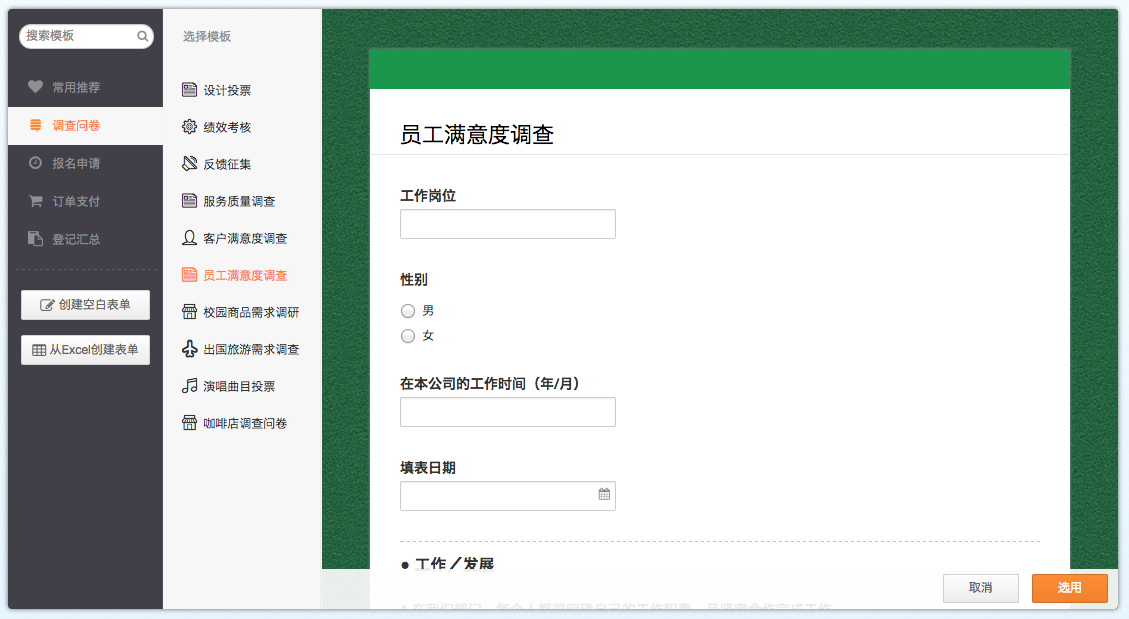 搜索模板
常用推荐
调查问卷
报名申请
订单支付
登记汇总
创建空白表单
从Excel创建表单
选择模板
设计投票
绩效考核
反馈征集
服务质量调查
客户满意度调查
员工满意度调查
校园商品需求调研
出国旅游需求调查
演唱曲目投票
咖啡店调查问卷
员工满意度调查
工作岗位
性别
男
女
在本公司的工作时间（年/月）
填表日期
● 工作／发展
取消
选用